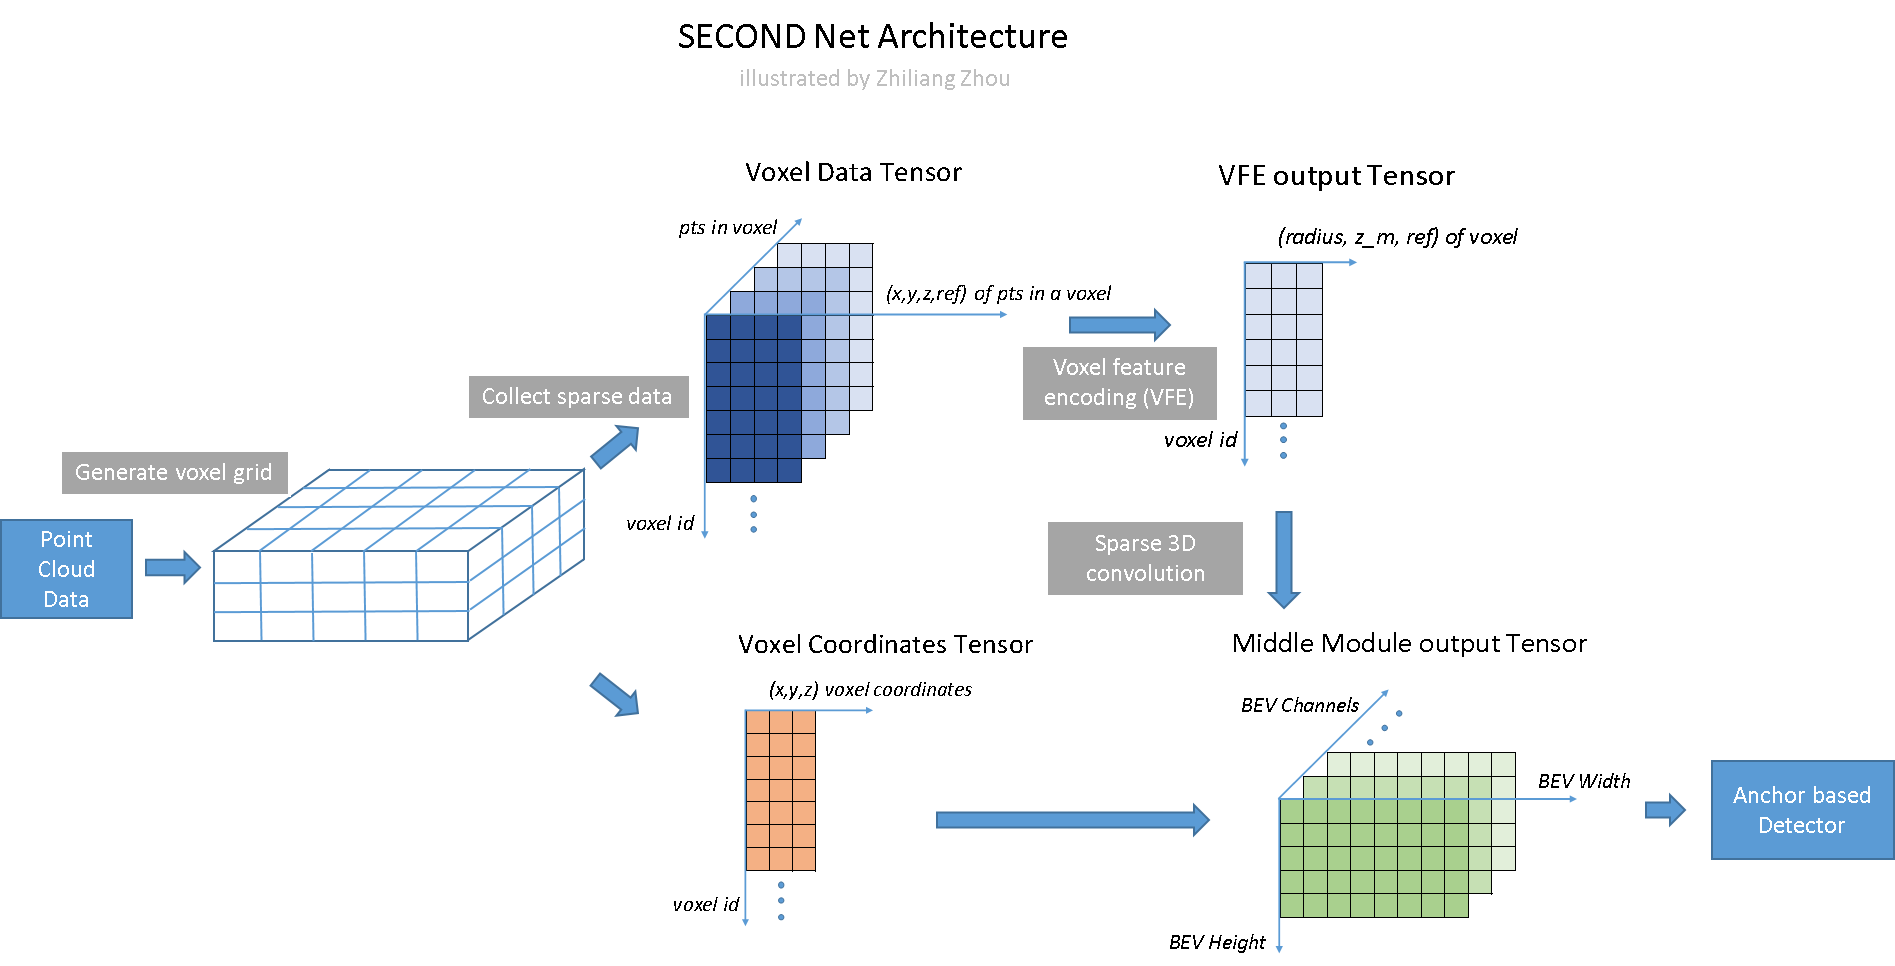 SECOND Net Architecture
illustrated by Zhiliang Zhou
Voxel Data Tensor
VFE output Tensor
pts in voxel
(radius, z_m, ref) of voxel
(x,y,z,ref) of pts in a voxel
Voxel feature
encoding (VFE)
Collect sparse data
voxel id
Generate voxel grid
voxel id
Point
Cloud
Data
Sparse 3D
convolution
Voxel Coordinates Tensor
Middle Module output Tensor
(x,y,z) voxel coordinates
BEV Channels
BEV Width
Anchor based
Detector
voxel id
BEV Height